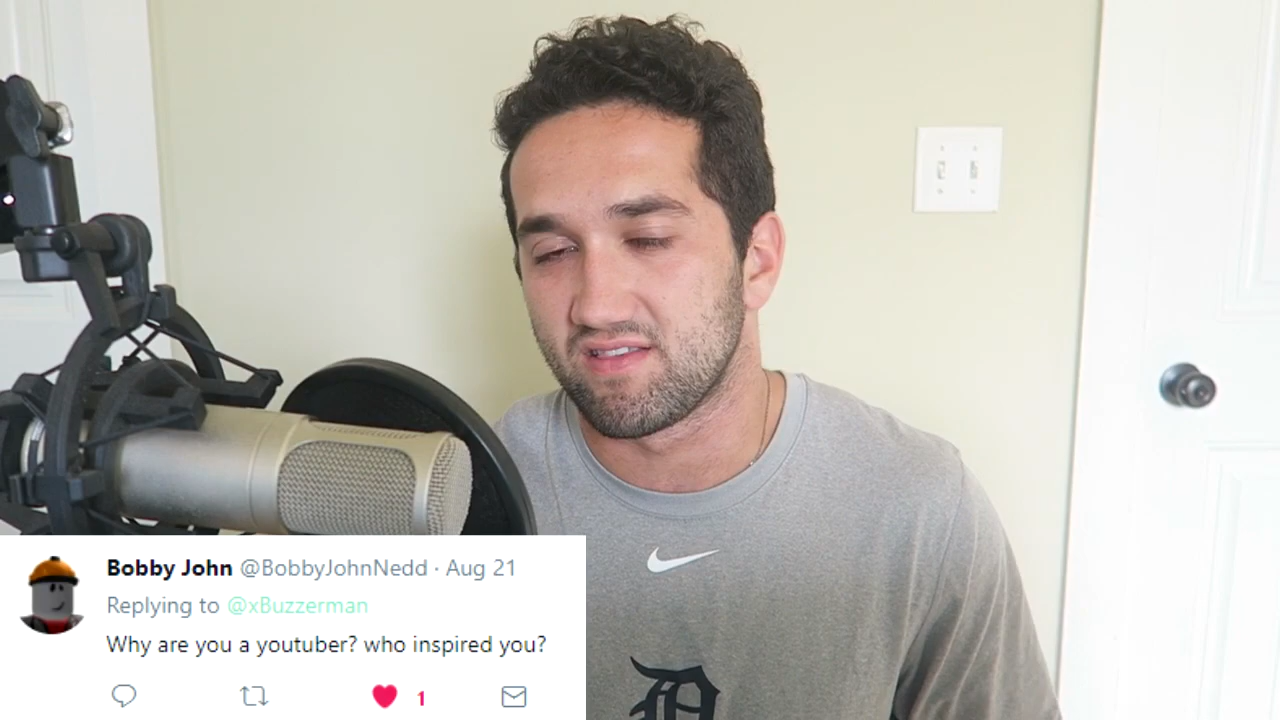 Bobby John @BobbyJohnNedd · Aug 21
Replying to @xBuzzerman
Why are you a youtuber? who inspired you?
1
D